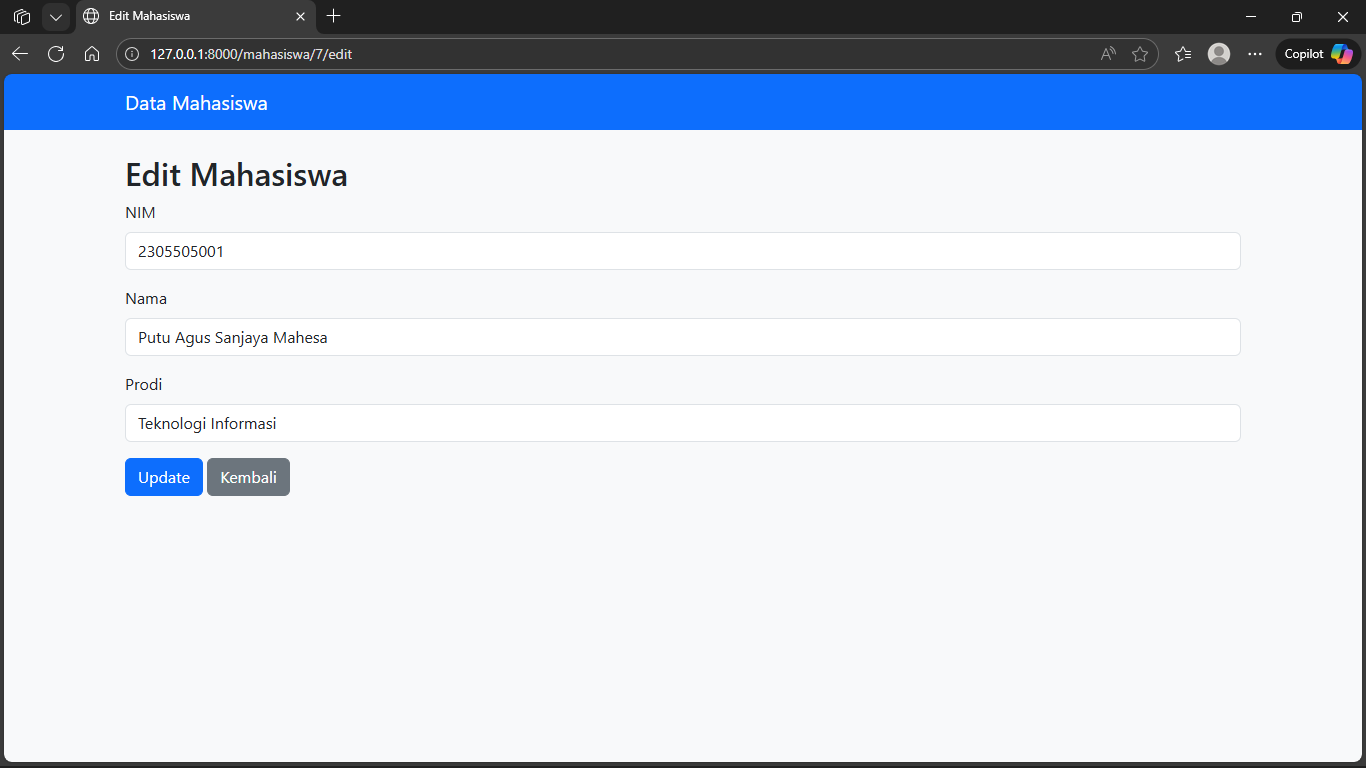 Edit Mahasiswa
127.0.0.1:8000/mahasiswa/7/edit
Copilot
Data Mahasiswa
Edit Mahasiswa
NIM
2305505001
Nama
Putu Agus Sanjaya Mahesa
Prodi
Teknologi Informasi
Update Kembali